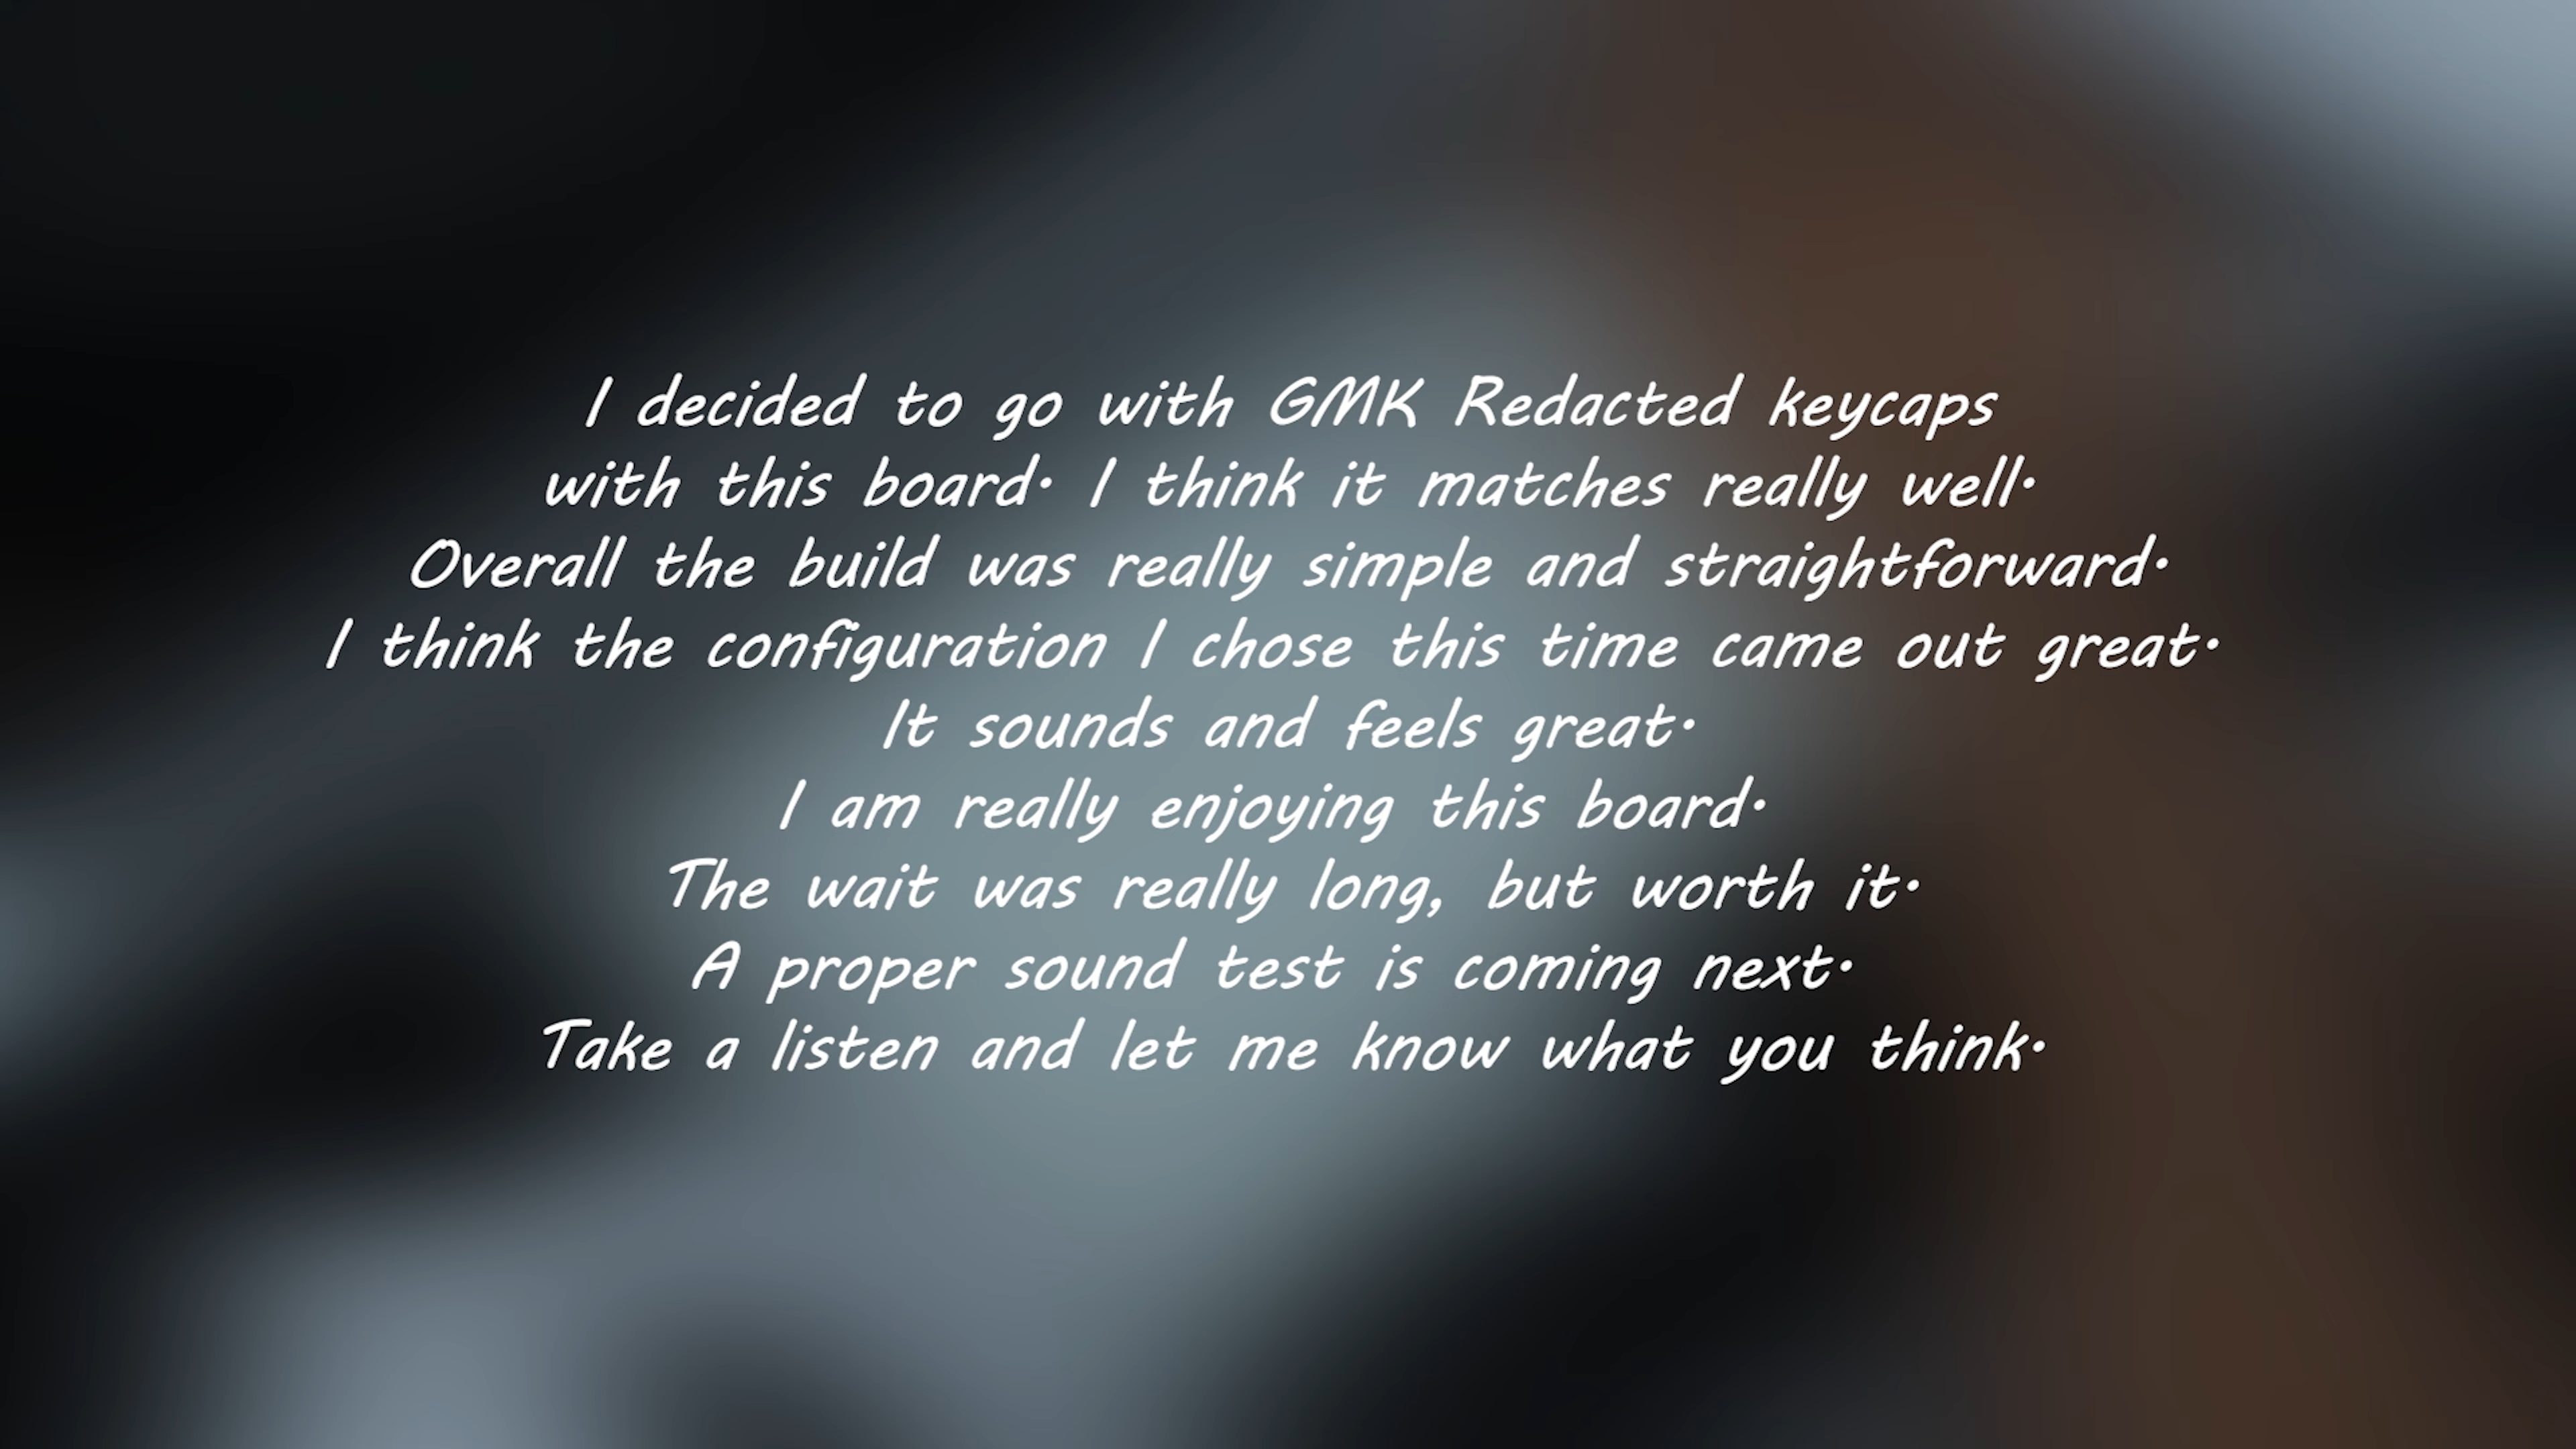 I decided to go with GMK Redacted keycaps
with this board. I think it matches really well.
Overall the build was really simple and straightforward.
I think the configuration I chose this time came out great.
It sounds and feels great.
I am really enjoying this board.
The wait was really long, but worth it.
A proper sound test is coming next.
Take a listen and let me know what you think.